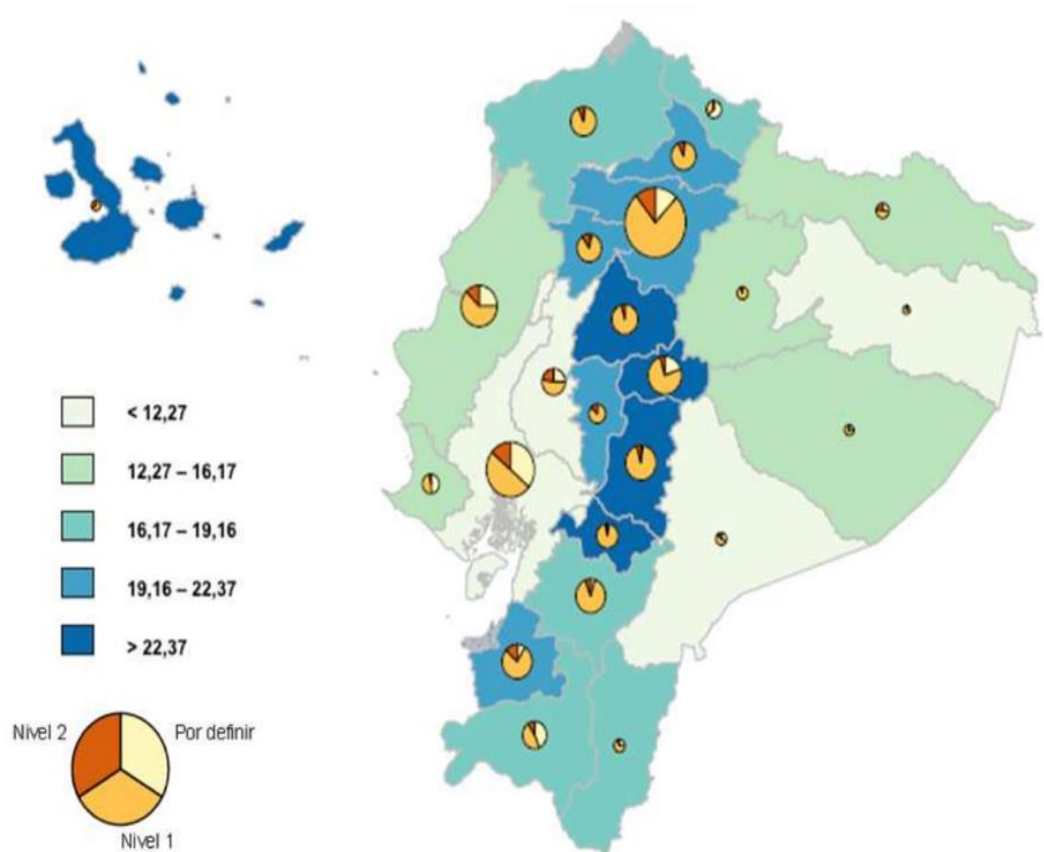 < 12,27
12,27 – 16,17
16,17 – 19,16
19,16 – 22,37
> 22,37
Nivel 2
Por definir
Nivel 1